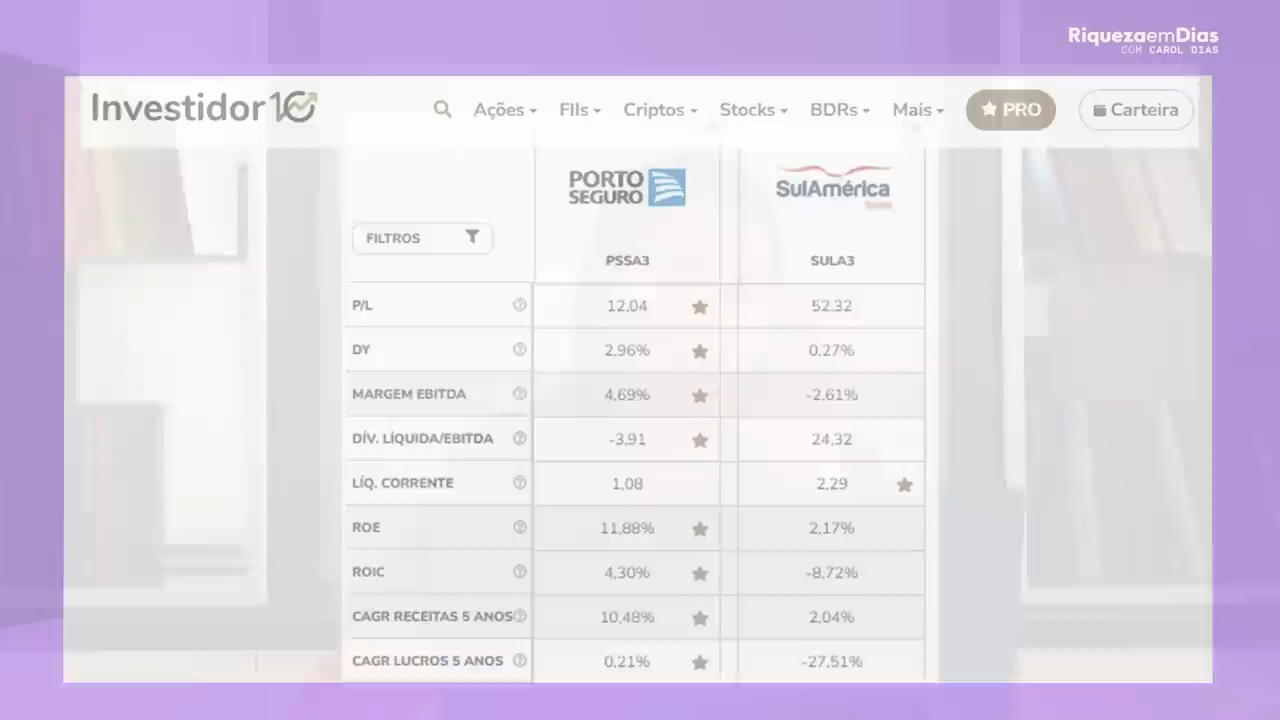 RiquezaemDias
COM CAROL DIAS
Investidor10
Ações
FIIs
Criptos
Stocks
BDRs
Mais
PRO
Carteira
PORTO
SEGURO
SulAmérica
FILTROS
PSSA3
SULA3
P/L 12,04 52,32
DY 2,96% 0,27%
MARGEM EBITDA 4,69% -2,61%
DÍV. LÍQUIDA/EBITDA -3,91 24,32
LÍQ. CORRENTE 1,08 2,29
ROE 11,88% 2,17%
ROIC 4,30% -8,72%
CAGR RECEITAS 5 ANOS 10,48% 2,04%
CAGR LUCROS 5 ANOS 0,21% -27,51%